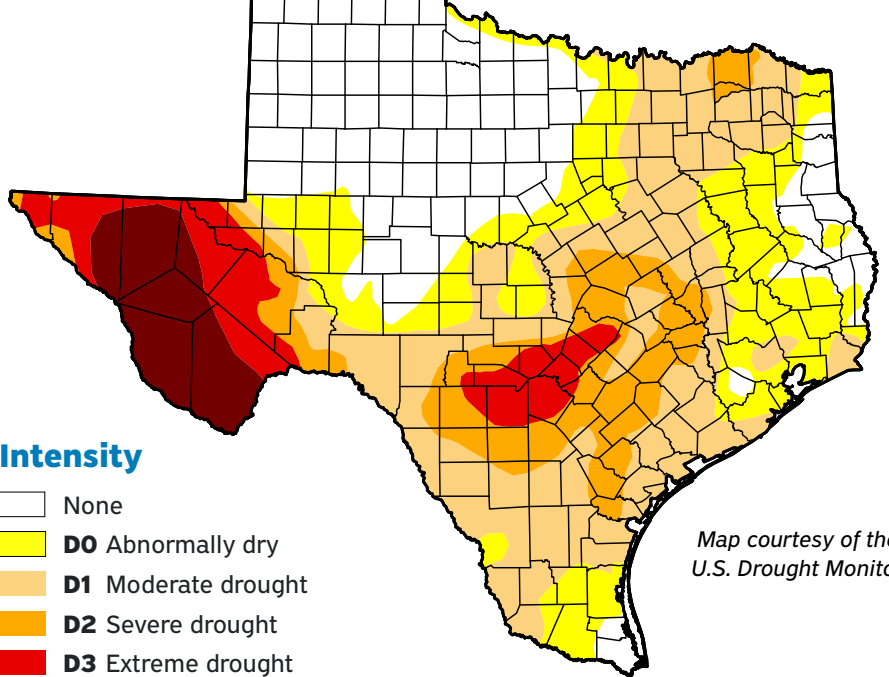 Intensity
None
D0 Abnormally dry
D1 Moderate drought
D2 Severe drought
D3 Extreme drought
Map courtesy of the
U.S. Drought Monito